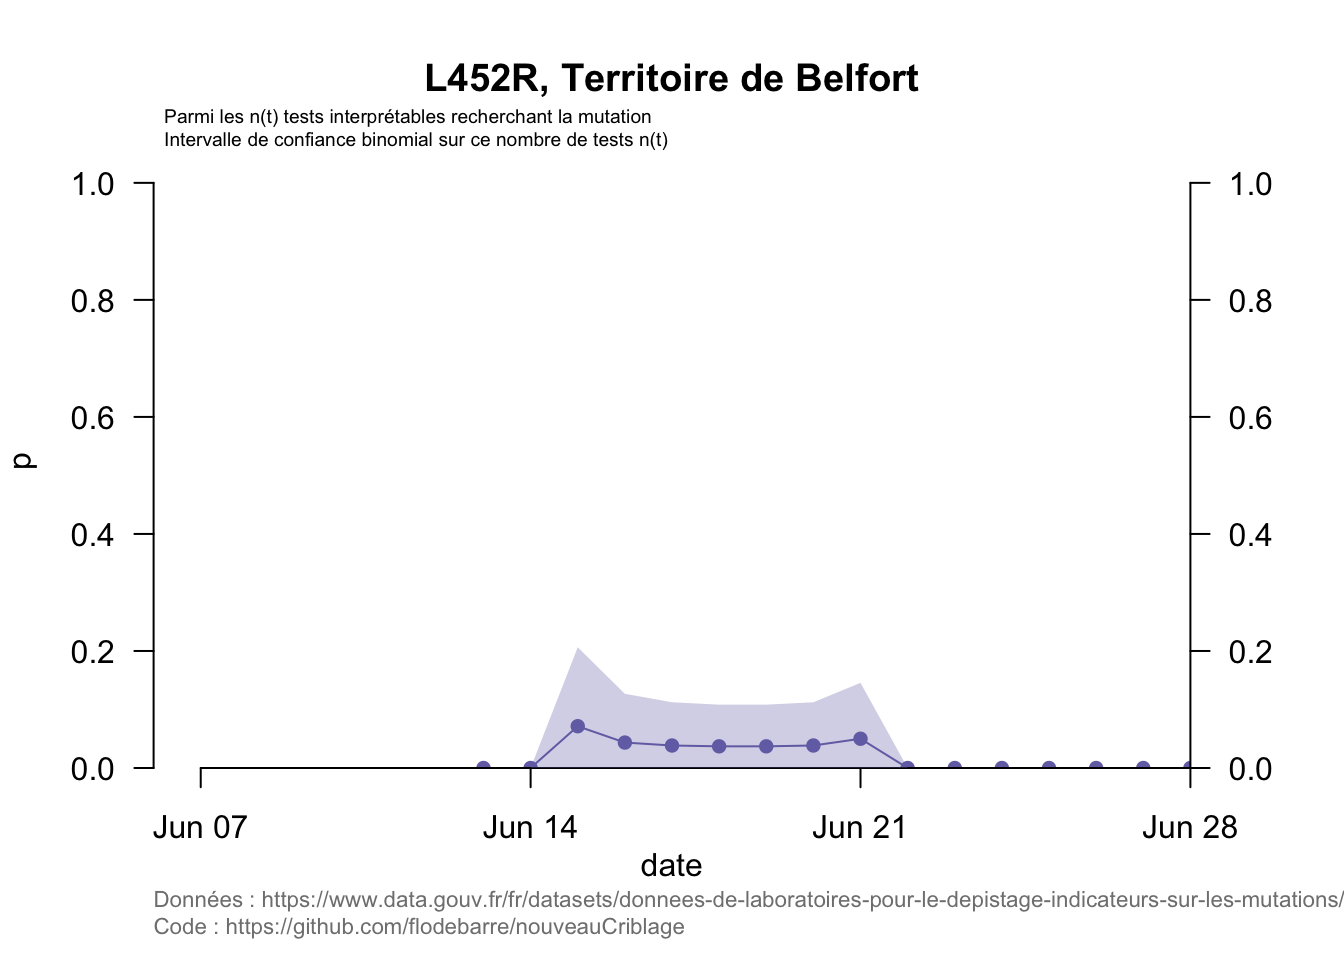 L452R, Territoire de Belfort
Parmi les n(t) tests interprétables recherchant la mutation
Intervalle de confiance binomial sur ce nombre de tests n(t)
1.0 1.0
0.8 0.8
0.6 0.6
p
0.4 0.4
0.2 0.2
0.0 0.0
Jun 07 Jun 14 Jun 21 Jun 28
date
Données : https://www.data.gouv.fr/fr/datasets/donnees-de-laboratoires-pour-le-depistage-indicateurs-sur-les-mutations/
Code : https://github.com/flodebarre/nouveauCriblage